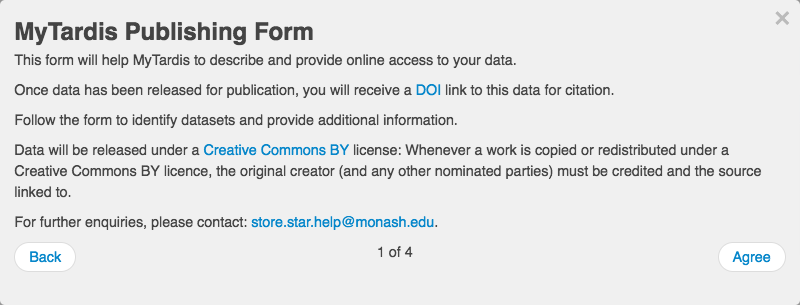 MyTardis Publishing Form
This form will help MyTardis to describe and provide online access to your data.
Once data has been released for publication, you will receive a DOI link to this data for citation.
Follow the form to identify datasets and provide additional information.
Data will be released under a Creative Commons BY license: Whenever a work is copied or redistributed under a
Creative Commons BY licence, the original creator (and any other nominated parties) must be credited and the source
linked to.
For further enquiries, please contact: store.star.help@monash.edu.
Back 1 of 4 Agree